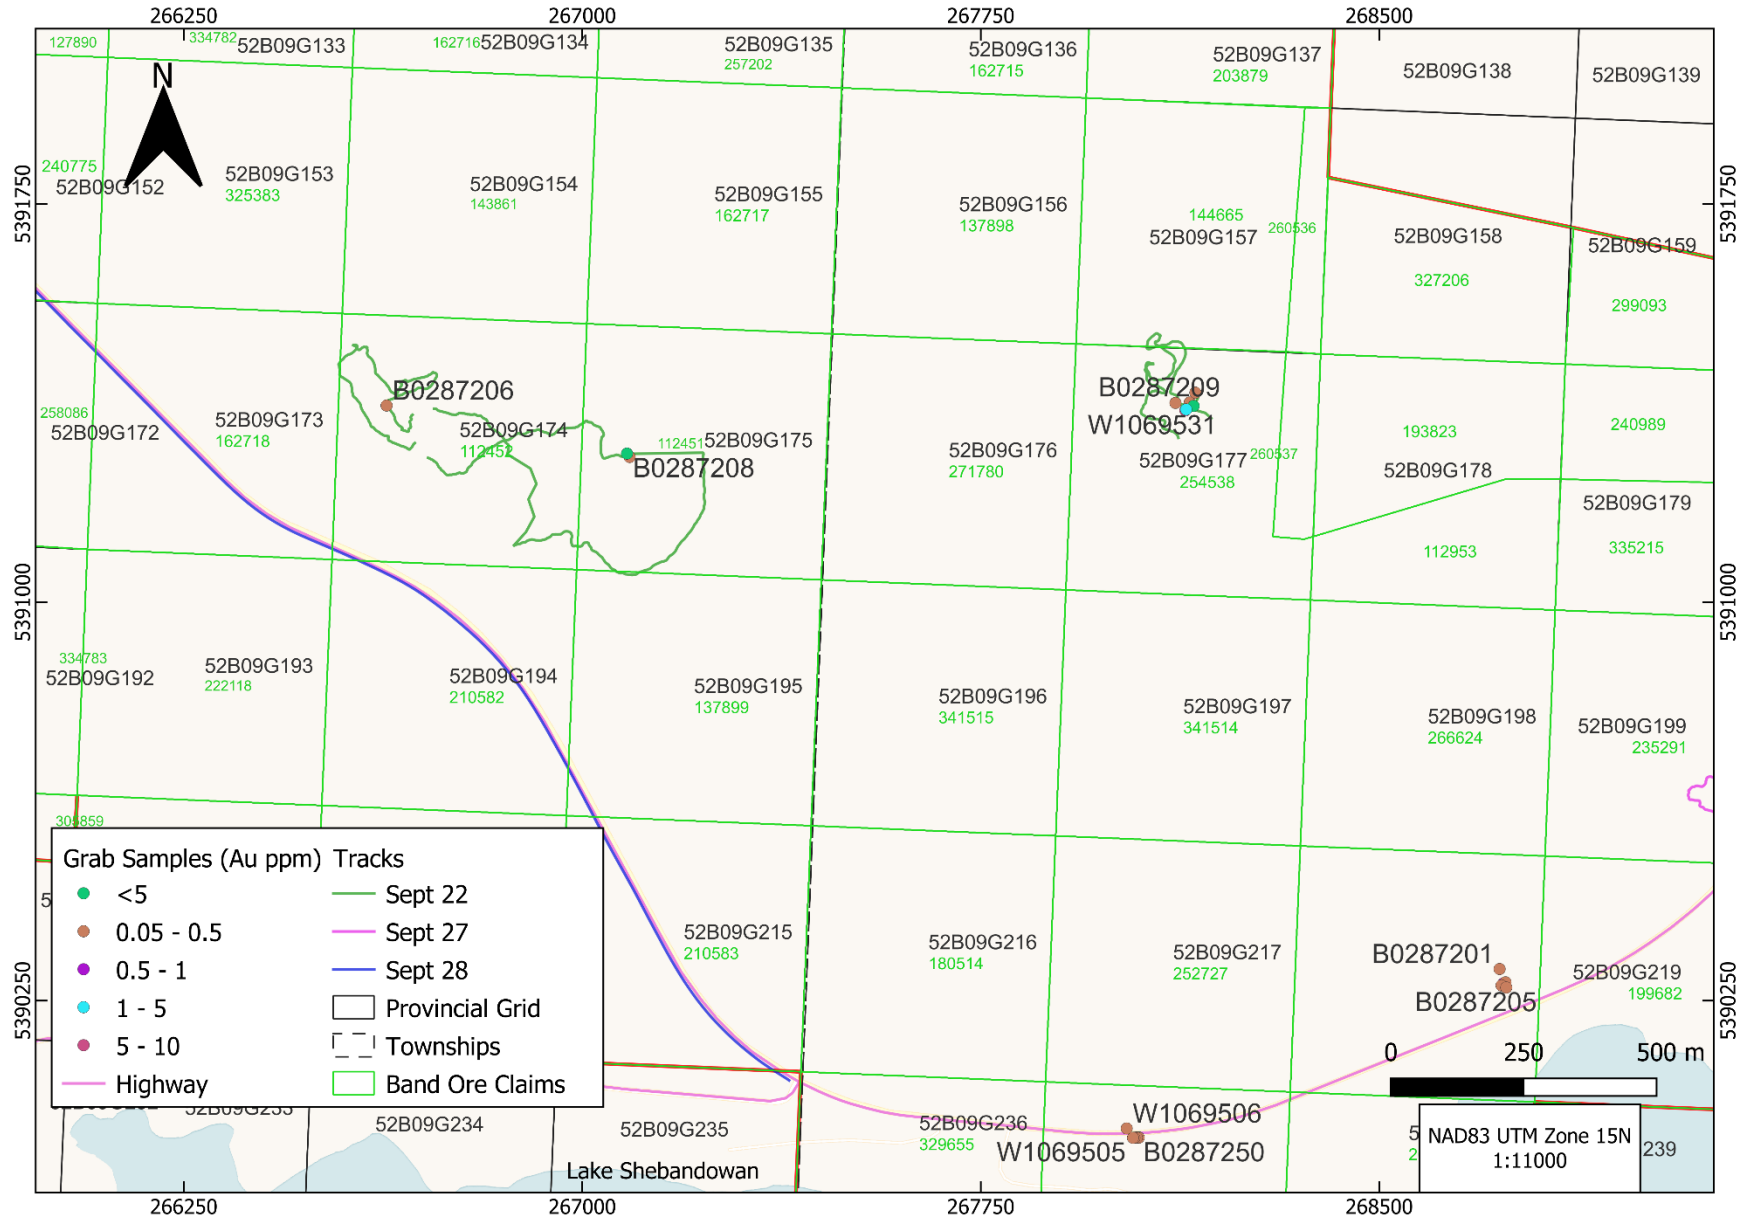 266250 267000 267750 268500
127890 334782 52B09G133 162716 52B09G134 52B09G135 52B09G136 52B09G137 52B09G138 52B09G139
257202 162715 203879
N
5391750 5391750
240775 52B09G152 52B09G153 52B09G154 52B09G155 52B09G156 144665 260536 52B09G158 52B09G159
325383 143861 162717 137898 52B09G157 327206 299093
B0287206 B0287209
W1069531
258086 52B09G173 52B09G174 112451 52B09G175 52B09G176 52B09G177 260537 193823 240989
52B09G172 162718 112452 B0287208 271780 254538 52B09G178 52B09G179
112953 335215
5391000 5391000
334783 52B09G193 52B09G194 52B09G195 52B09G196 52B09G197 52B09G198 52B09G199
52B09G192 222118 210582 137899 341515 341514 266624 235291
305859
Grab Samples (Au ppm) Tracks
<5 Sept 22
0.05 - 0.5 Sept 27
0.5 - 1 Sept 28
1 - 5 Provincial Grid
5 - 10 Townships
Highway Band Ore Claims
5
52B09G215 52B09G216 52B09G217 B0287201 52B09G219
210583 180514 252727 B0287205 199682
5390250 5390250
0 250 500 m
52B09G233 52B09G234 52B09G235 52B09G236 W1069506
329655 W1069505 B0287250
Lake Shebandowan
5
2
NAD83 UTM Zone 15N
1:11000
239
266250 267000 267750 268500